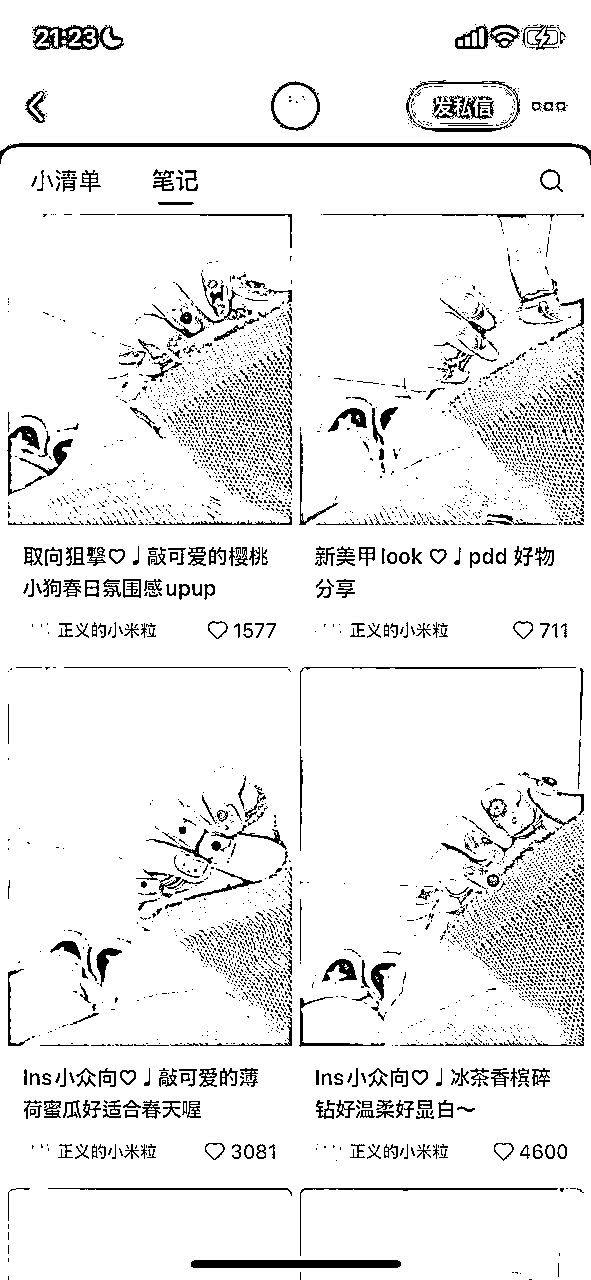 21:23
发私信
小清单
笔记
取向狙擊♡♩敲可爱的樱桃
小狗春日氛围感upup
正义的小米粒
1577
新美甲look ♡♩pdd 好物
分享
正义的小米粒
711
Ins小众向♡♩敲可爱的薄
荷蜜瓜好适合春天喔
正义的小米粒
3081
Ins小众向♡♩冰茶香槟碎
钻好温柔好显白～
正义的小米粒
4600